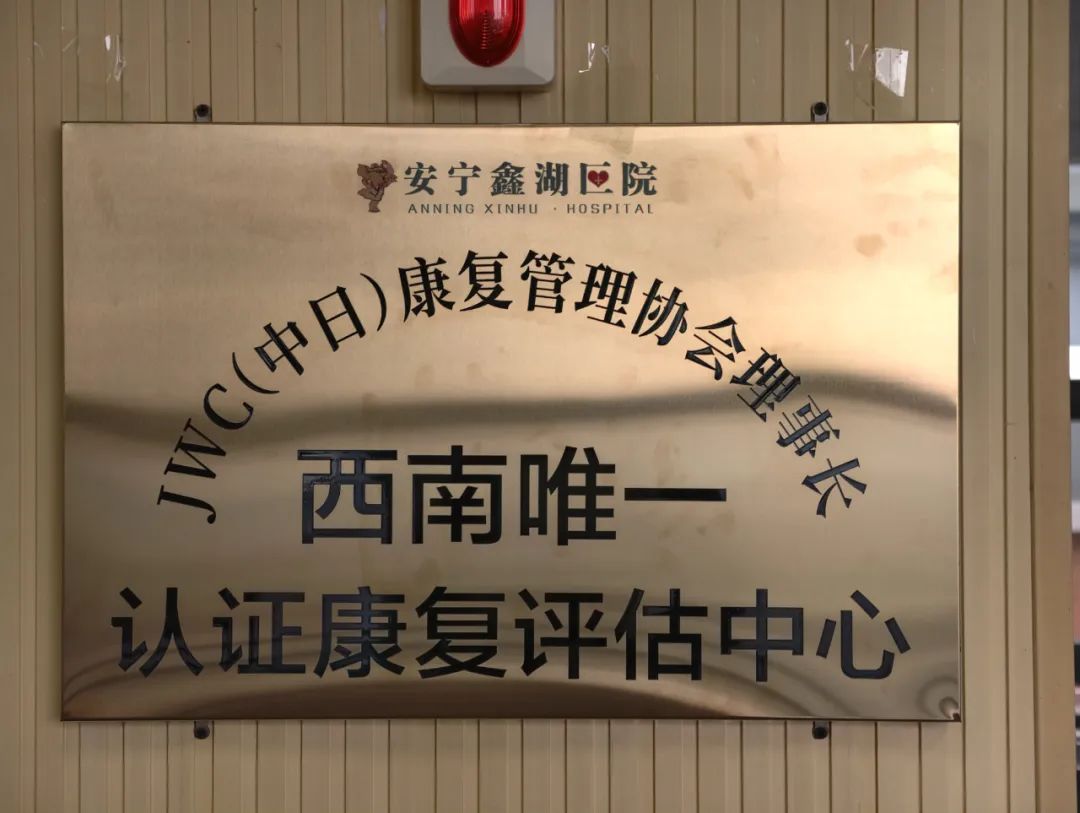 安宁鑫湖医院
ANNING XINHU · HOSPITAL
JWC(中日)康复管理协会理事长
西南唯一
认证康复评估中心